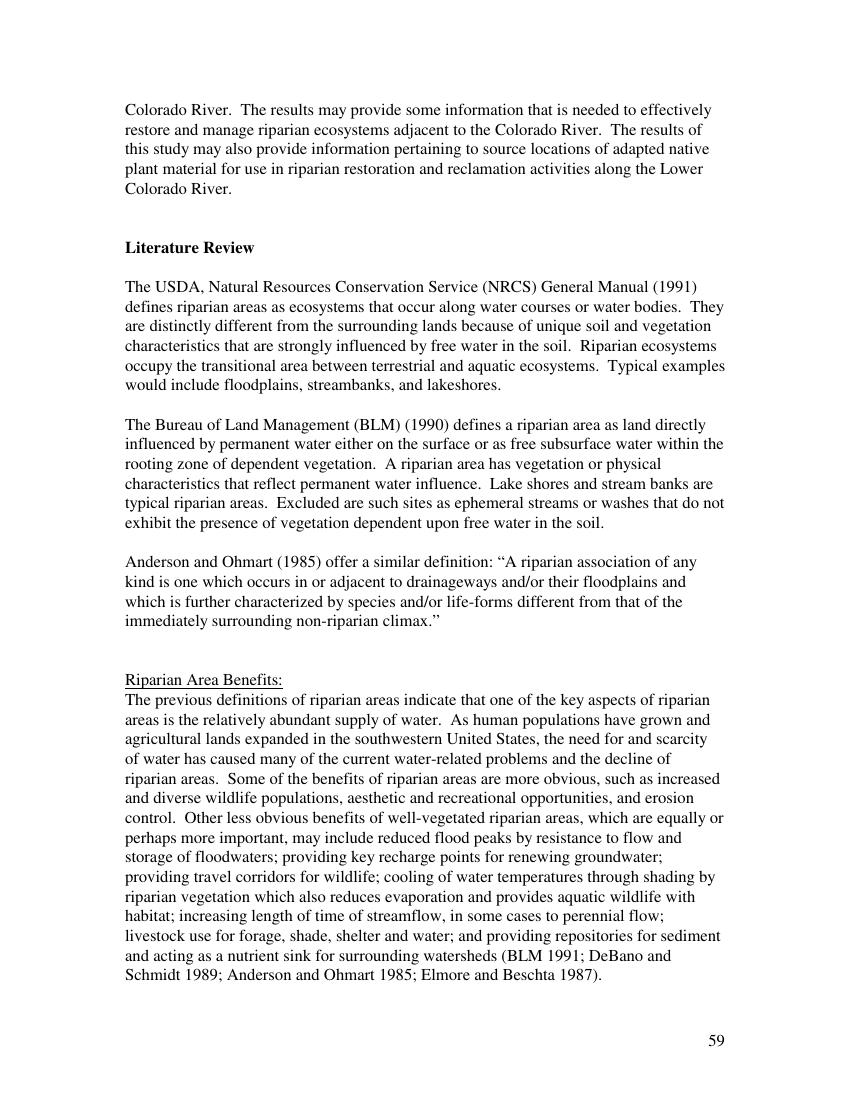 Colorado River.  The results may provide some information that is needed to effectively
restore and manage riparian ecosystems adjacent to the Colorado River.  The results of
this study may also provide information pertaining to source locations of adapted native
plant material for use in riparian restoration and reclamation activities along the Lower
Colorado River.
Literature Review
The USDA, Natural Resources Conservation Service (NRCS) General Manual (1991)
defines riparian areas as ecosystems that occur along water courses or water bodies.  They
are distinctly different from the surrounding lands because of unique soil and vegetation
characteristics that are strongly influenced by free water in the soil.  Riparian ecosystems
occupy the transitional area between terrestrial and aquatic ecosystems.  Typical examples
would include floodplains, streambanks, and lakeshores.
The Bureau of Land Management (BLM) (1990) defines a riparian area as land directly
influenced by permanent water either on the surface or as free subsurface water within the
rooting zone of dependent vegetation.  A riparian area has vegetation or physical
characteristics that reflect permanent water influence.  Lake shores and stream banks are
typical riparian areas.  Excluded are such sites as ephemeral streams or washes that do not
exhibit the presence of vegetation dependent upon free water in the soil.
Anderson and Ohmart (1985) offer a similar definition: “A riparian association of any
kind is one which occurs in or adjacent to drainageways and/or their floodplains and
which is further characterized by species and/or life-forms different from that of the
immediately surrounding non-riparian climax.”
Riparian Area Benefits:
The previous definitions of riparian areas indicate that one of the key aspects of riparian
areas is the relatively abundant supply of water.  As human populations have grown and
agricultural lands expanded in the southwestern United States, the need for and scarcity
of water has caused many of the current water-related problems and the decline of
riparian areas.  Some of the benefits of riparian areas are more obvious, such as increased
and diverse wildlife populations, aesthetic and recreational opportunities, and erosion
control.  Other less obvious benefits of well-vegetated riparian areas, which are equally or
perhaps more important, may include reduced flood peaks by resistance to flow and
storage of floodwaters; providing key recharge points for renewing groundwater;
providing travel corridors for wildlife; cooling of water temperatures through shading by
riparian vegetation which also reduces evaporation and provides aquatic wildlife with
habitat; increasing length of time of streamflow, in some cases to perennial flow;
livestock use for forage, shade, shelter and water; and providing repositories for sediment
and acting as a nutrient sink for surrounding watersheds (BLM 1991; DeBano and
Schmidt 1989; Anderson and Ohmart 1985; Elmore and Beschta 1987).
59